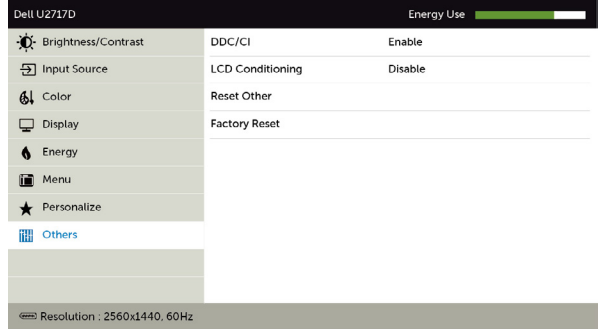 Dell U2717D Energy Use
Brightness/Contrast DDC/CI Enable
Input Source LCD Conditioning Disable
Color Reset Other
Display Factory Reset
Energy
Menu
Personalize
Others
Resolution : 2560x1440, 60Hz